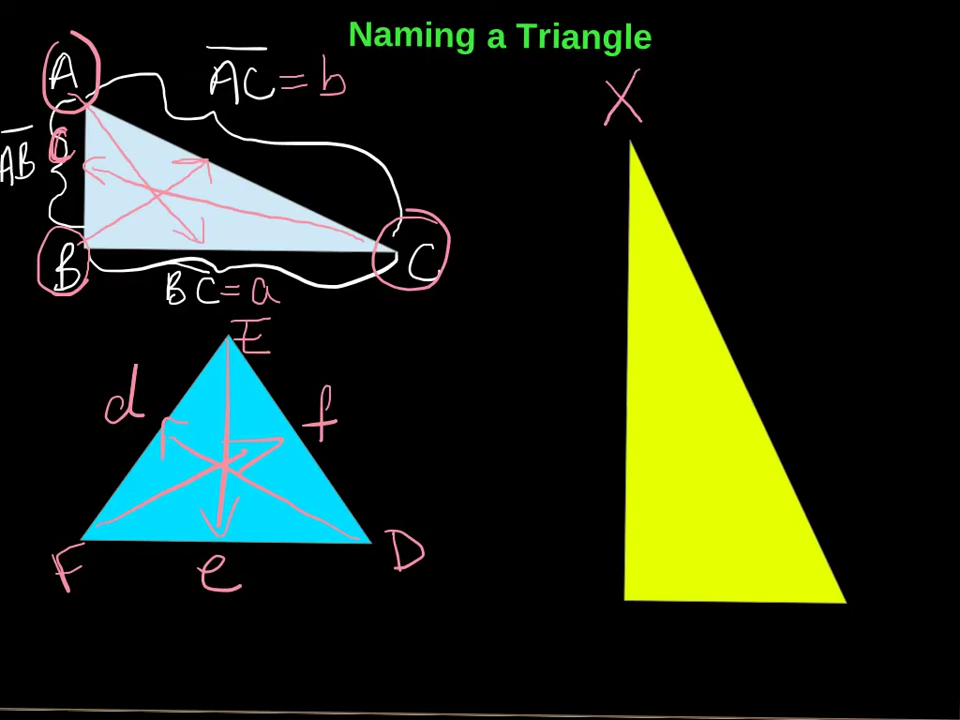 Naming a Triangle
A
AC = b
X
AB
c
B
C
BC = a
E
d
f
F
e
D